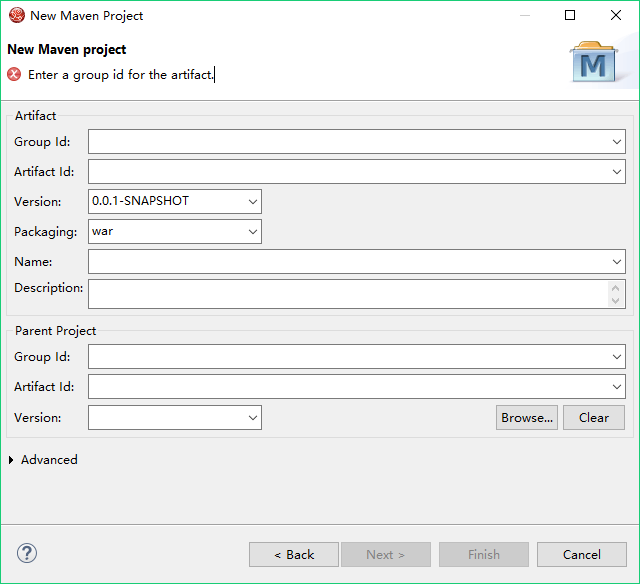 New Maven Project
New Maven project
Enter a group id for the artifact.
M
Artifact
Group Id:
Artifact Id:
Version: 0.0.1-SNAPSHOT
Packaging: war
Name:
Description:
Parent Project
Group Id:
Artifact Id:
Version: Browse... Clear
Advanced
? < Back Next > Finish Cancel